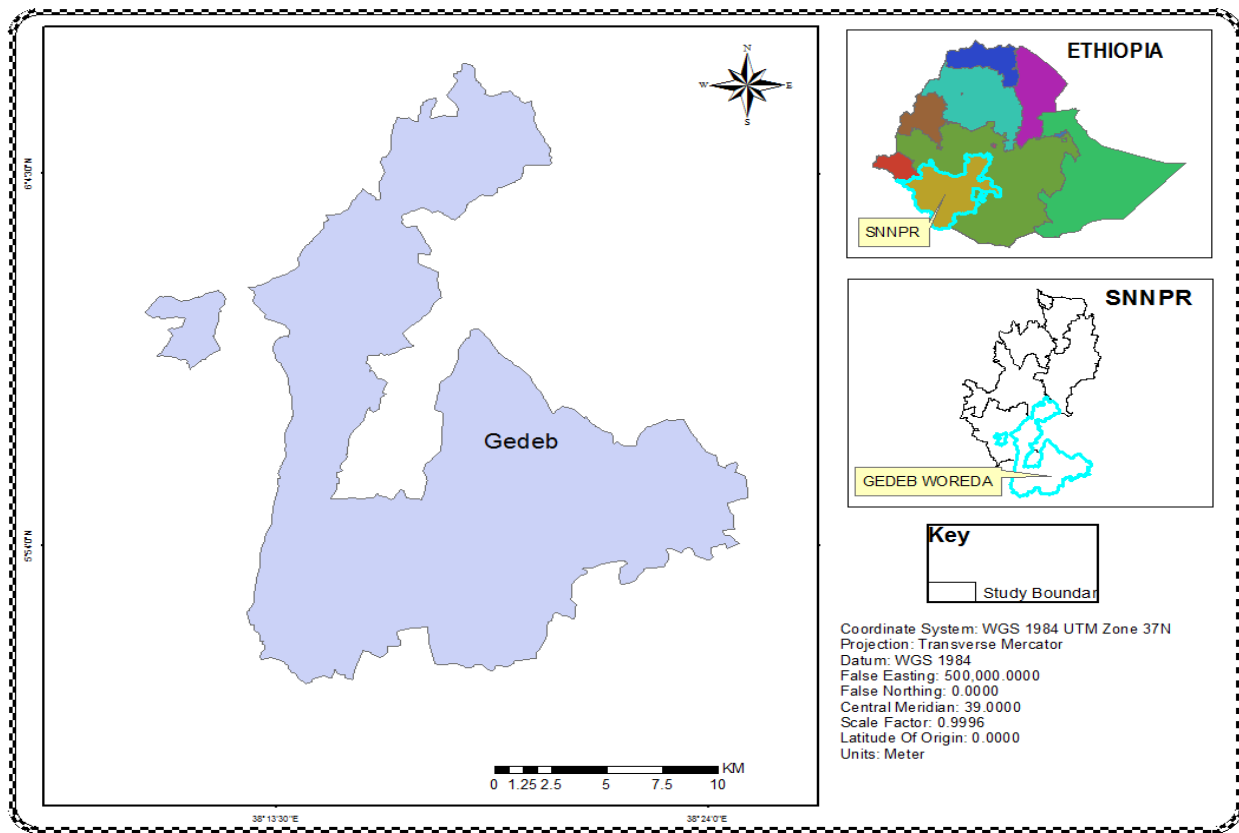 N
W E
S
6°4'30"N
5°54'0"N
Gedeb
KM
0 1.25 2.5 5 7.5 10
38°13'30"E 38°24'0"E
ETHIOPIA
SNNPR
SNNPR
GEDEB WOREDA
Key
Study Boundar
Coordinate System: WGS 1984 UTM Zone 37N
Projection: Transverse Mercator
Datum: WGS 1984
False Easting: 500,000.0000
False Northing: 0.0000
Central Meridian: 39.0000
Scale Factor: 0.9996
Latitude Of Origin: 0.0000
Units: Meter